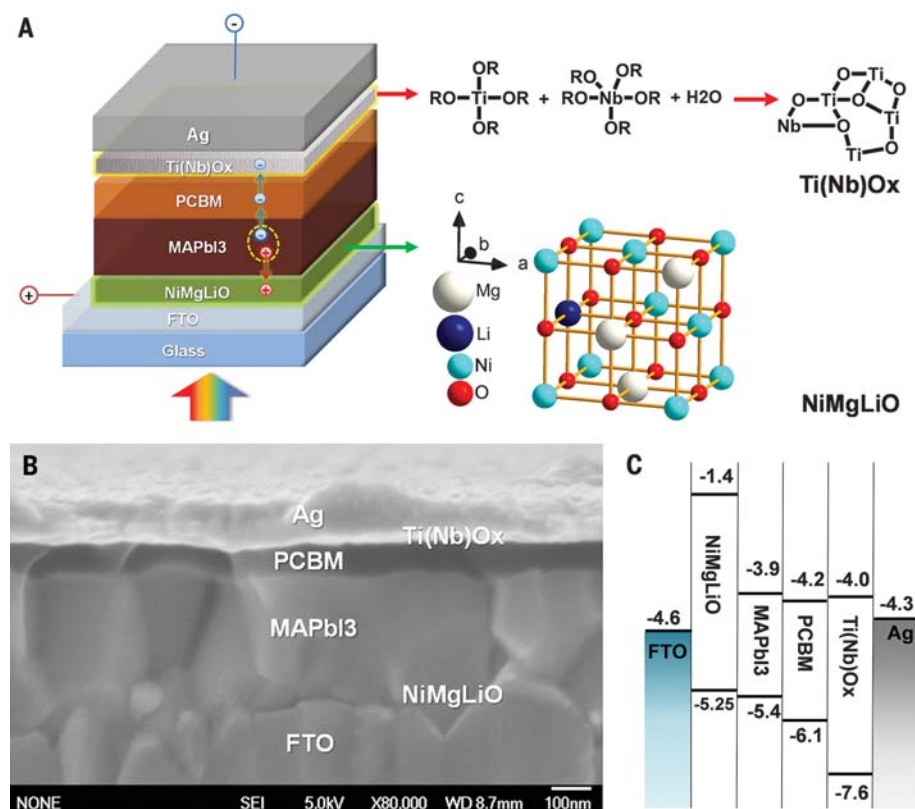 A
-
Ag
Ti(Nb)Ox
PCBM
MAPbI3
NiMgLiO
FTO
Glass
+
-
-
-
+
+
OR
RO-Ti-OR
OR
+
RO OR
RO-Nb-OR
OR
+ H2O
O Ti
O Ti O O
Nb O Ti
Ti O
Ti(Nb)Ox
c
b
a
Mg
Li
Ni
O
NiMgLiO
B
Ag
Ti(Nb)Ox
PCBM
MAPbI3
NiMgLiO
FTO
NONE SEI 5.0kV X80,000 WD 8.7mm 100nm
C
-1.4
-3.9
-4.2
-4.0
-4.3
-4.6
FTO
NiMgLiO
MAPbI3
PCBM
Ti(Nb)Ox
Ag
-5.25
-5.4
-6.1
-7.6